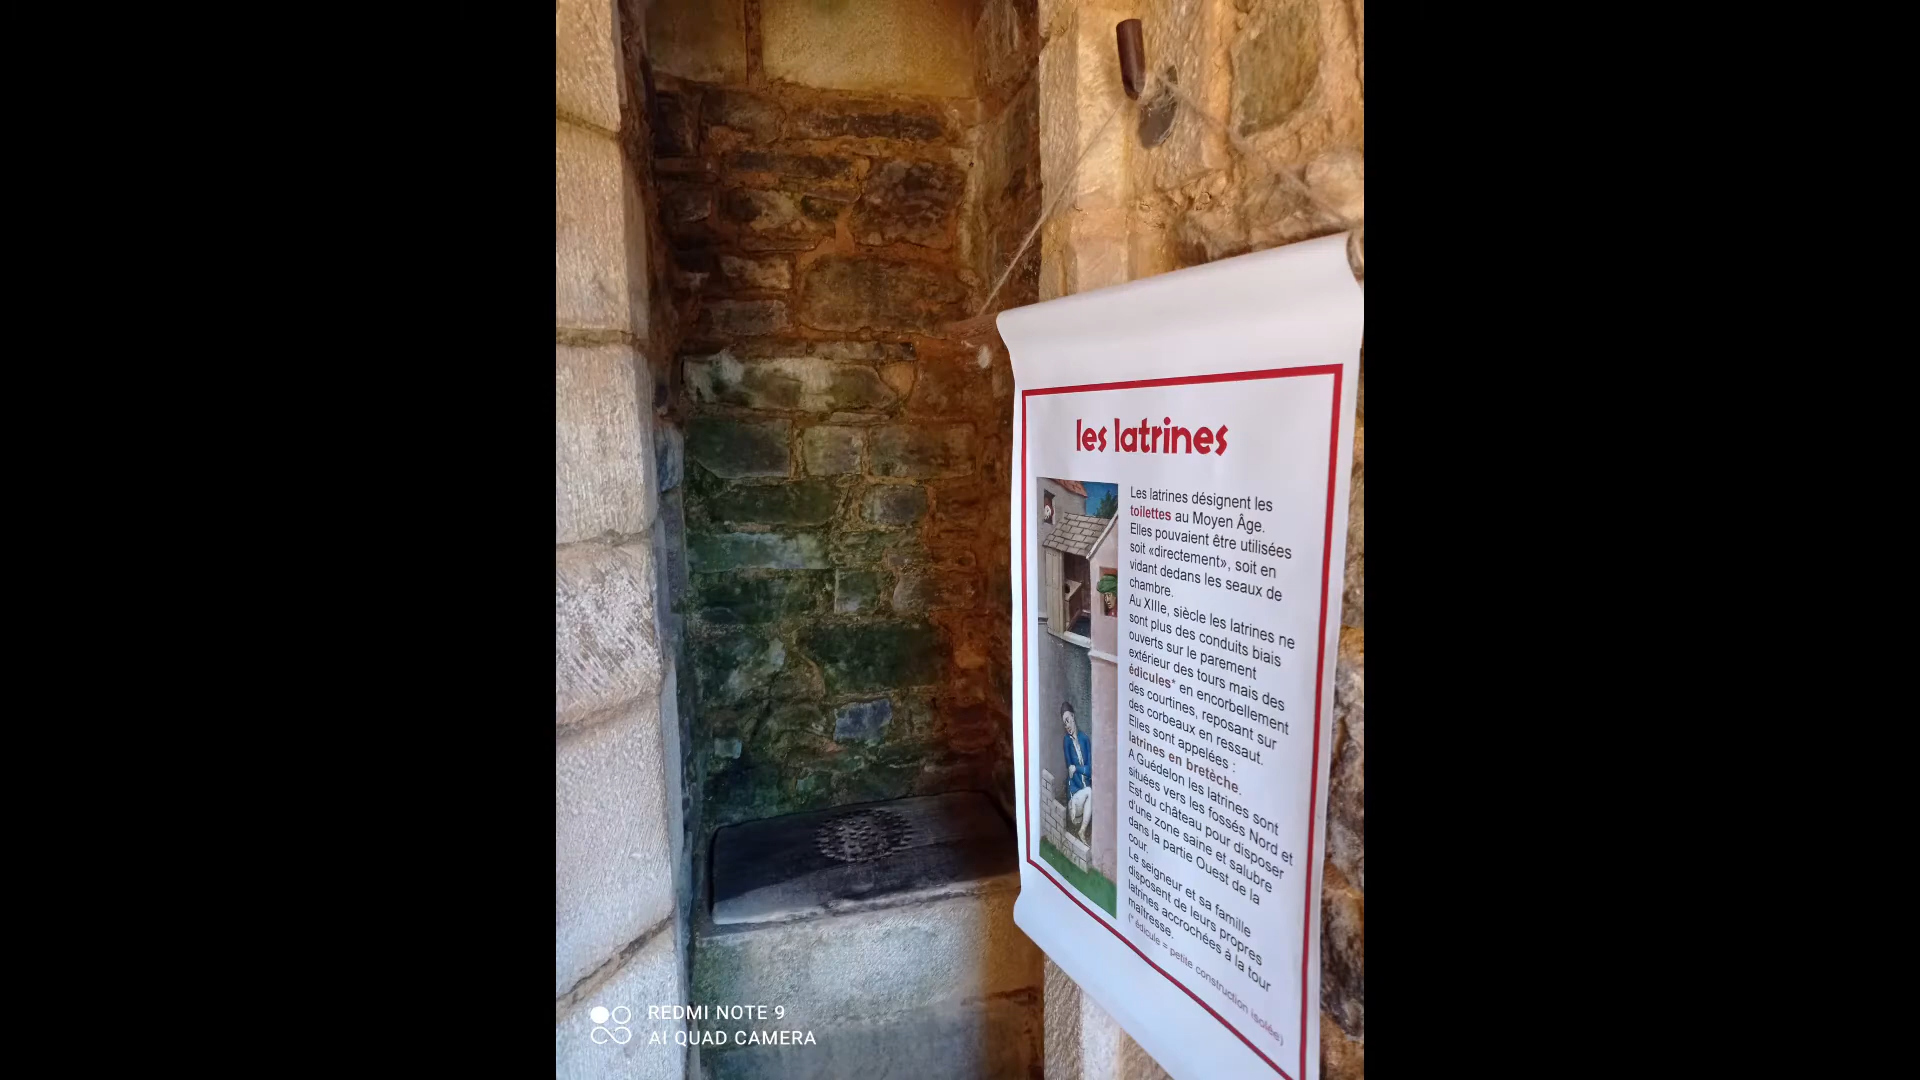 les latrines
Les latrines désignent les
toilettes au Moyen Âge.
Elles pouvaient être utilisées
soit «directement», soit en
vidant dedans les seaux de
chambre.
Au XIIIe, siècle les latrines ne
sont plus des conduits biais
ouverts sur le parement
extérieur des tours mais des
édicules* en encorbellement
des courtines, reposant sur
des corbeaux en ressaut.
Elles sont appelées :
latrines en bretèche.
A Guédelon les latrines sont
situées vers les fossés Nord et
Est du château pour disposer
d'une zone saine et salubre
dans la partie Ouest de la
cour.
Le seigneur et sa famille
disposent de leurs propres
latrines accrochées à la tour
maîtresse.
(* édicule = petite construction isolée)
REDMI NOTE 9
AI QUAD CAMERA